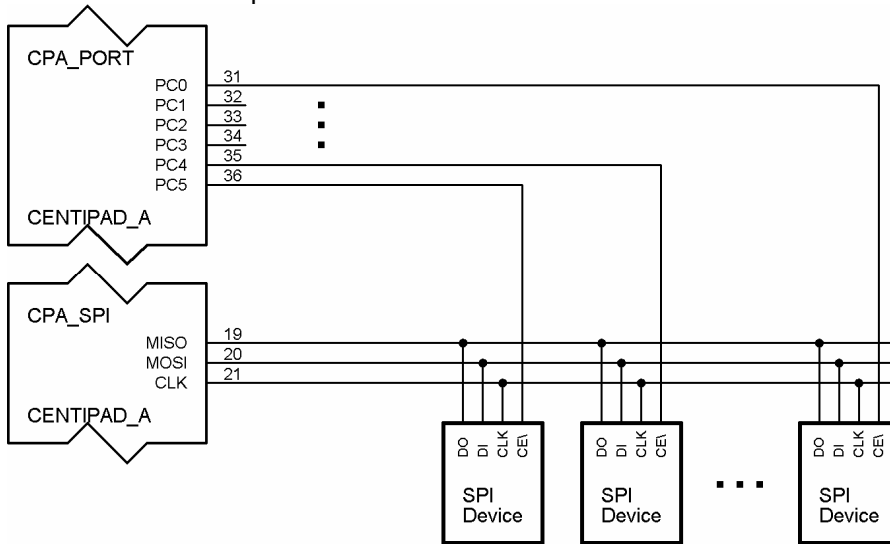 CPA_PORT
PC0 31
PC1 32
PC2 33
PC3 34
PC4 35
PC5 36
CENTIPAD_A
CPA_SPI
MISO 19
MOSI 20
CLK 21
CENTIPAD_A
DO DI CLK CE\
SPI
Device
DO DI CLK CE\
SPI
Device
DO DI CLK CE\
SPI
Device